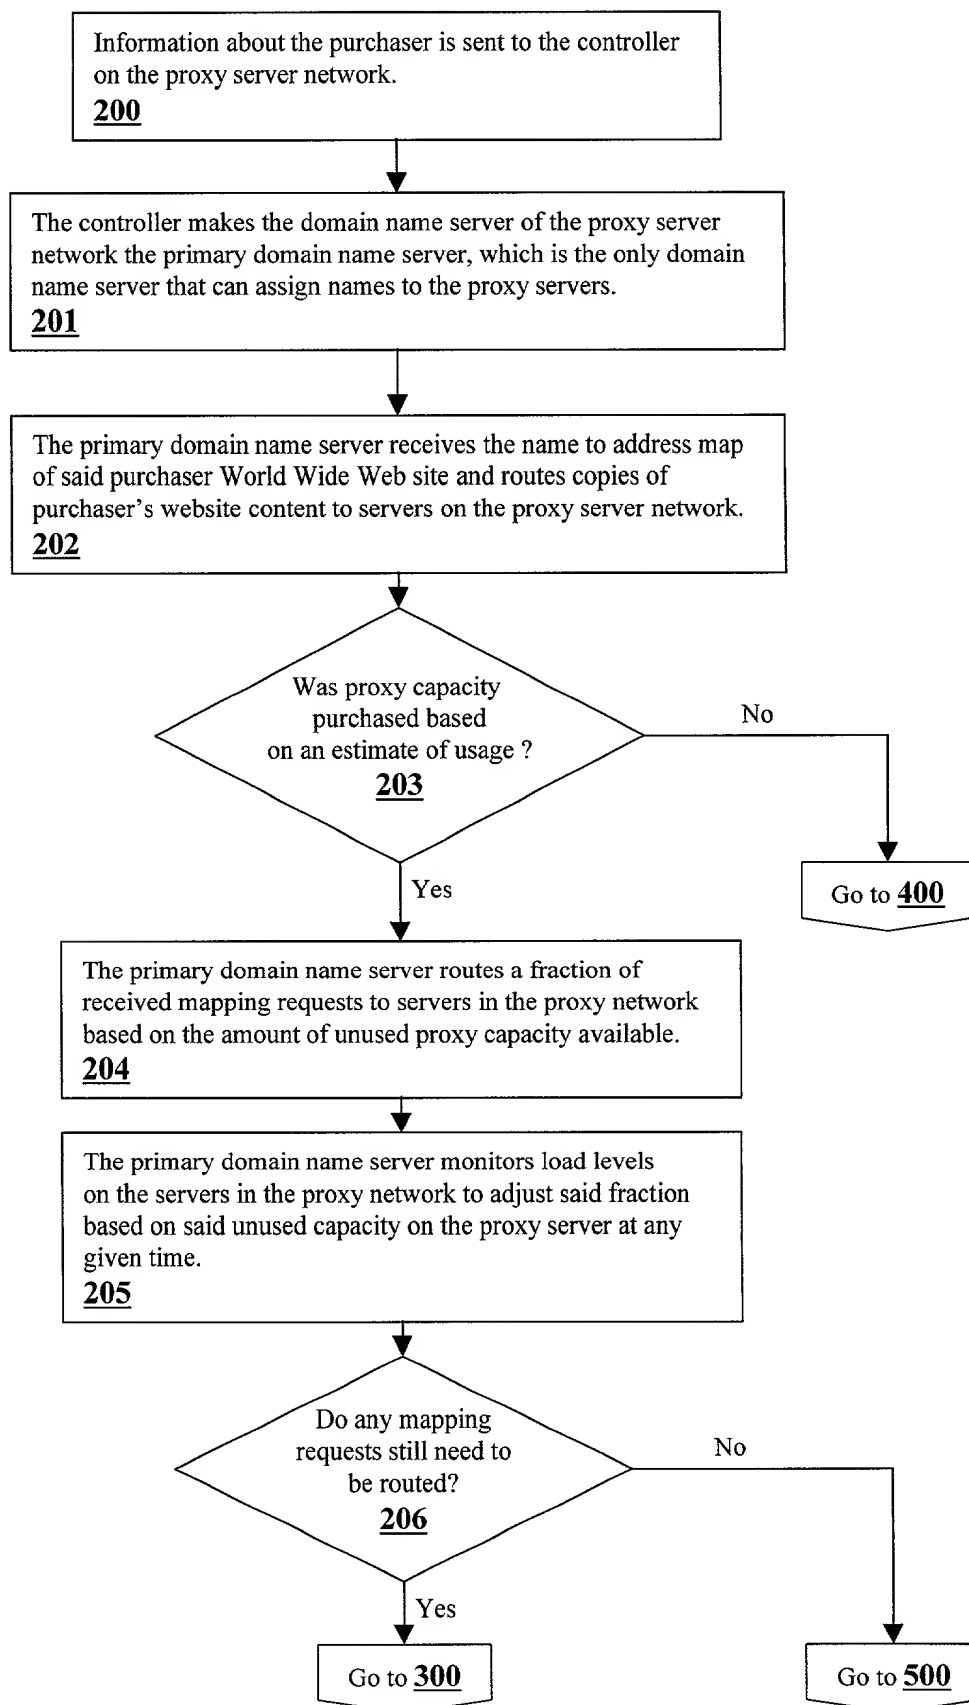 Information about the purchaser is sent to the controller
on the proxy server network.
200
The controller makes the domain name server of the proxy server
network the primary domain name server, which is the only domain
name server that can assign names to the proxy servers.
201
The primary domain name server receives the name to address map
of said purchaser World Wide Web site and routes copies of
purchaser's website content to servers on the proxy server network.
202
Was proxy capacity
purchased based
on an estimate of usage ?
203
No
Go to 400
Yes
The primary domain name server routes a fraction of
received mapping requests to servers in the proxy network
based on the amount of unused proxy capacity available.
204
The primary domain name server monitors load levels
on the servers in the proxy network to adjust said fraction
based on said unused capacity on the proxy server at any
given time.
205
Do any mapping
requests still need to
be routed?
206
No
Yes
Go to 300
Go to 500